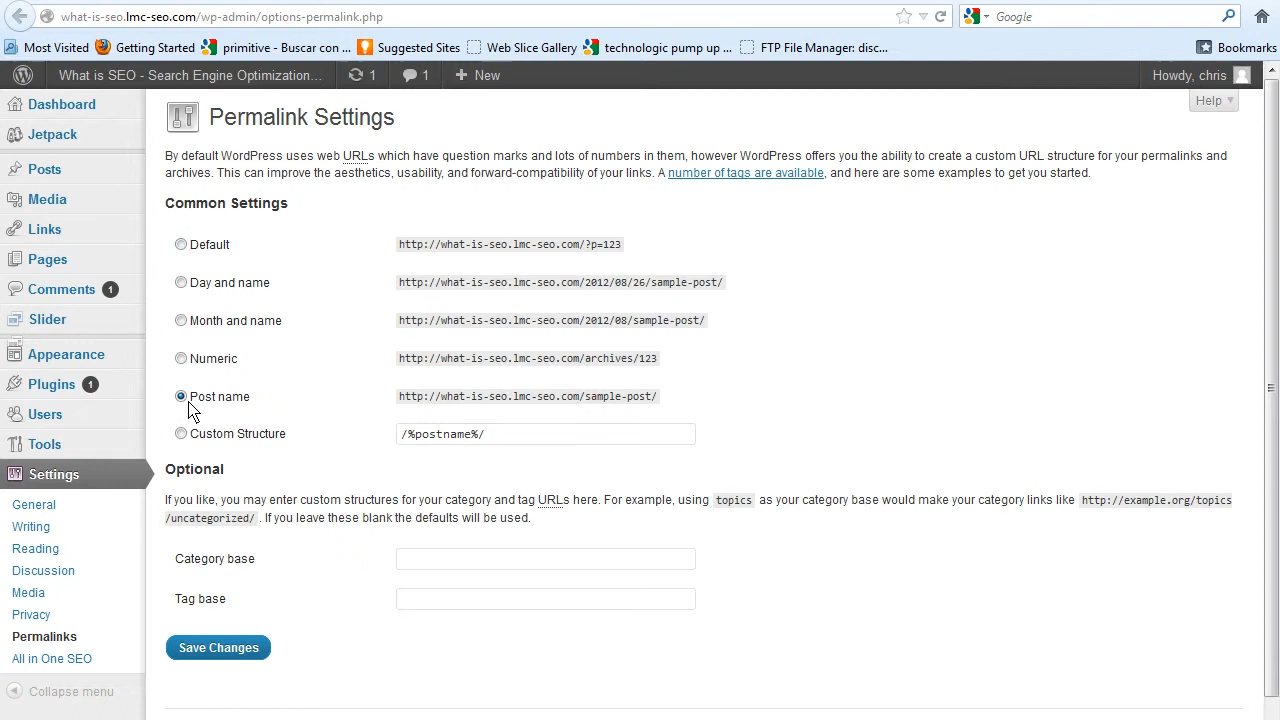 what-is-seo.lmc-seo.com/wp-admin/options-permalink.php
Google
Most Visited
Getting Started
primitive - Buscar con ...
Suggested Sites
Web Slice Gallery
technologic pump up ...
FTP File Manager: disc...
Bookmarks
What is SEO - Search Engine Optimization...
1
1
New
Howdy, chris
Help
Dashboard
Jetpack
Posts
Media
Links
Pages
Comments 1
Slider
Appearance
Plugins 1
Users
Tools
Settings
General
Writing
Reading
Discussion
Media
Privacy
Permalinks
All in One SEO
Collapse menu
Permalink Settings
By default WordPress uses web URLs which have question marks and lots of numbers in them, however WordPress offers you the ability to create a custom URL structure for your permalinks and
archives. This can improve the aesthetics, usability, and forward-compatibility of your links. A number of tags are available, and here are some examples to get you started.
Common Settings
Default http://what-is-seo.lmc-seo.com/?p=123
Day and name http://what-is-seo.lmc-seo.com/2012/08/26/sample-post/
Month and name http://what-is-seo.lmc-seo.com/2012/08/sample-post/
Numeric http://what-is-seo.lmc-seo.com/archives/123
Post name http://what-is-seo.lmc-seo.com/sample-post/
Custom Structure /%postname%/
Optional
If you like, you may enter custom structures for your category and tag URLs here. For example, using topics as your category base would make your category links like http://example.org/topics
/uncategorized/ . If you leave these blank the defaults will be used.
Category base
Tag base
Save Changes